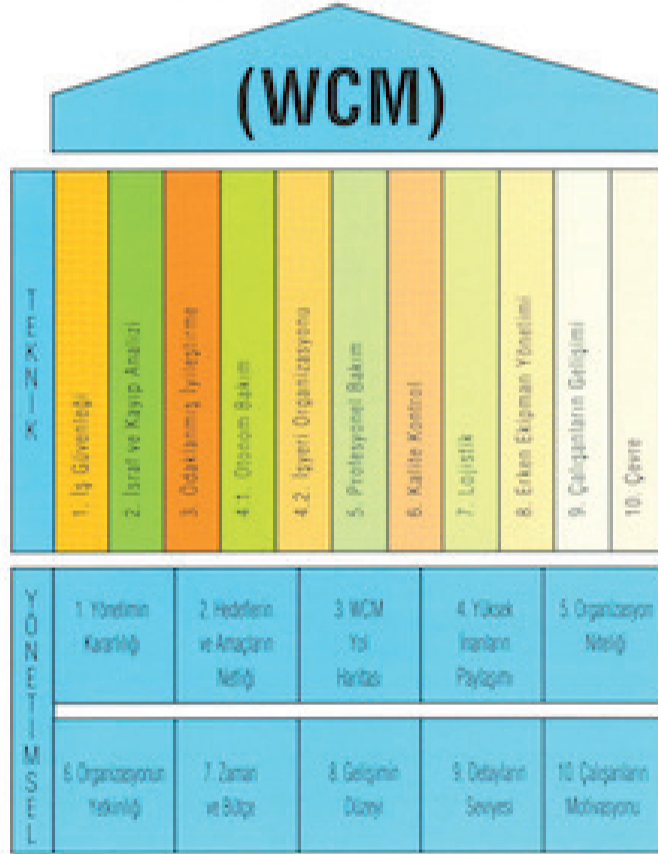 (WCM)
TEKNİK
1. İş Güvenliği
2. İsraf ve Kayıp Analizi
3. Odaklanmış İyileştirme
4.1. Otonom Bakım
4.2. İşyeri Organizasyonu
5. Profesyonel Bakım
6. Kalite Kontrol
7. Lojistik
8. Erken Ekipman Yönetimi
9. Çalışanların Gelişimi
10. Çevre
YÖNETİMSEL
1. Yönetimin
Kararlılığı
2. Hedeflerin
ve Amaçların
Netliği
3. WCM
Yol
Haritası
4. Yüksek
Paylaşımı
5. Organizasyon
Niteliği
6. Organizasyonun
Yetkinliği
7. Zaman
ve Bütçe
8. Gelişimin
Düzeyi
9. Detayların
Seviyesi
10. Çalışanların
Motivasyonu